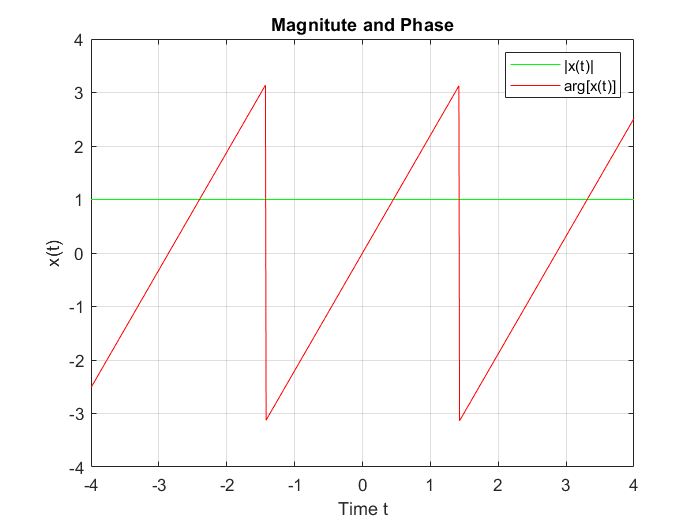 Magnitute and Phase
|x(t)|
arg[x(t)]
4
3
2
1
0
-1
-2
-3
-4
x(t)
-4 -3 -2 -1 0 1 2 3 4
Time t